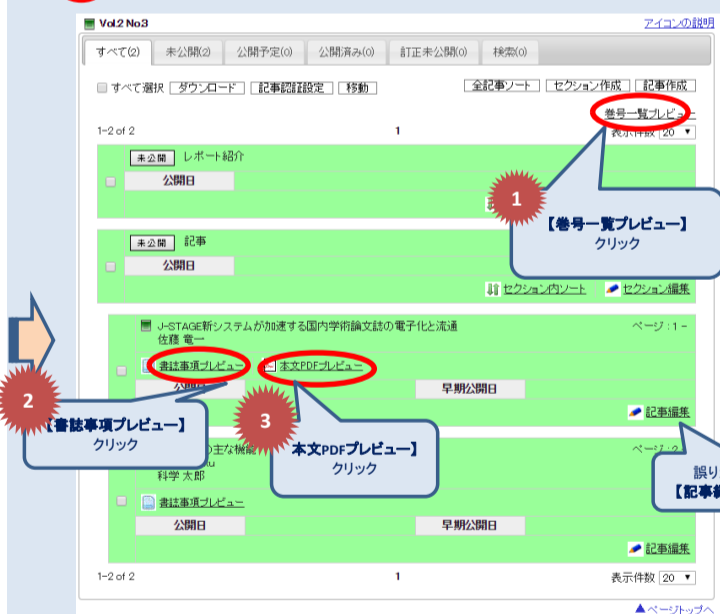 Vol.2 No.3 アイコンの説明
すべて(2) 未公開(2) 公開予定(0) 公開済み(0) 訂正未公開(0) 検索(0)
すべて選択 ダウンロード 記事認証設定 移動 全記事ソート セクション作成 記事作成
巻号一覧プレビュー
1-2 of 2 1 表示件数 20
未公開 レポート紹介
公開日
1
【巻号一覧プレビュー】
クリック
未公開 記事
公開日
セクション内ソート セクション編集
J-STAGE新システムが加速する国内学術論文誌の電子化と流通 ページ:1-
佐藤 竜一
書誌事項プレビュー 本文PDFプレビュー
早期公開日
記事編集
2
【書誌事項プレビュー】
クリック
3
本文PDFプレビュー】
クリック
誤り
【記事編
の主な機能 ページ:2
科学 太郎
書誌事項プレビュー
公開日 早期公開日
記事編集
1-2 of 2 1 表示件数 20
▲ページトップへ